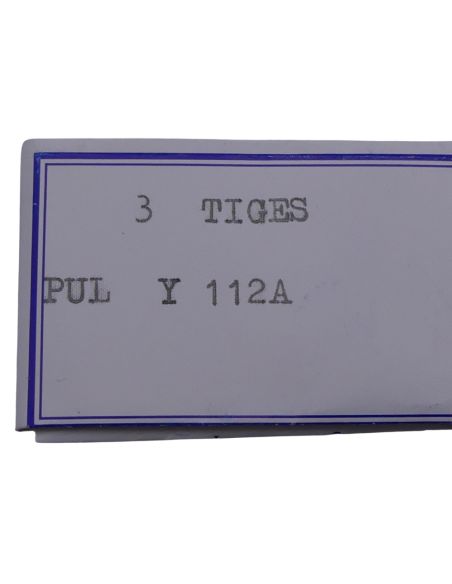 3 TIGES
PUL Y 112A